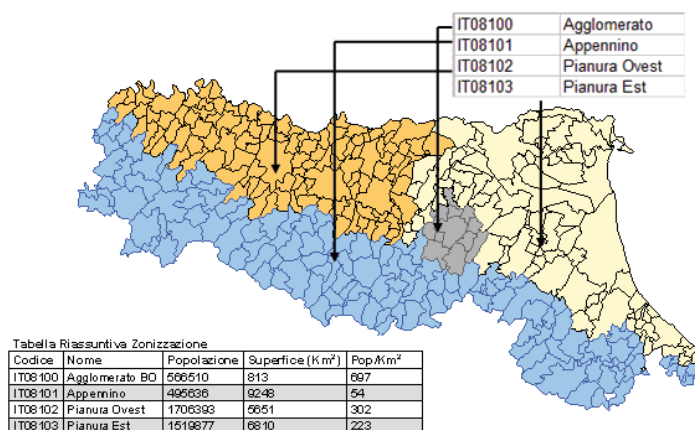 IT08100 Agglomerato
IT08101 Appennino
IT08102 Pianura Ovest
IT08103 Pianura Est
Tabella Riassuntiva Zonizzazione
Codice Nome Popolazione Superfice (Km²) Pop/Km²
IT08100 Agglomerato BO 566510 813 697
IT08101 Appennino 495636 9248 54
IT08102 Pianura Ovest 1706393 5651 302
IT08103 Pianura Est 1519877 6810 223